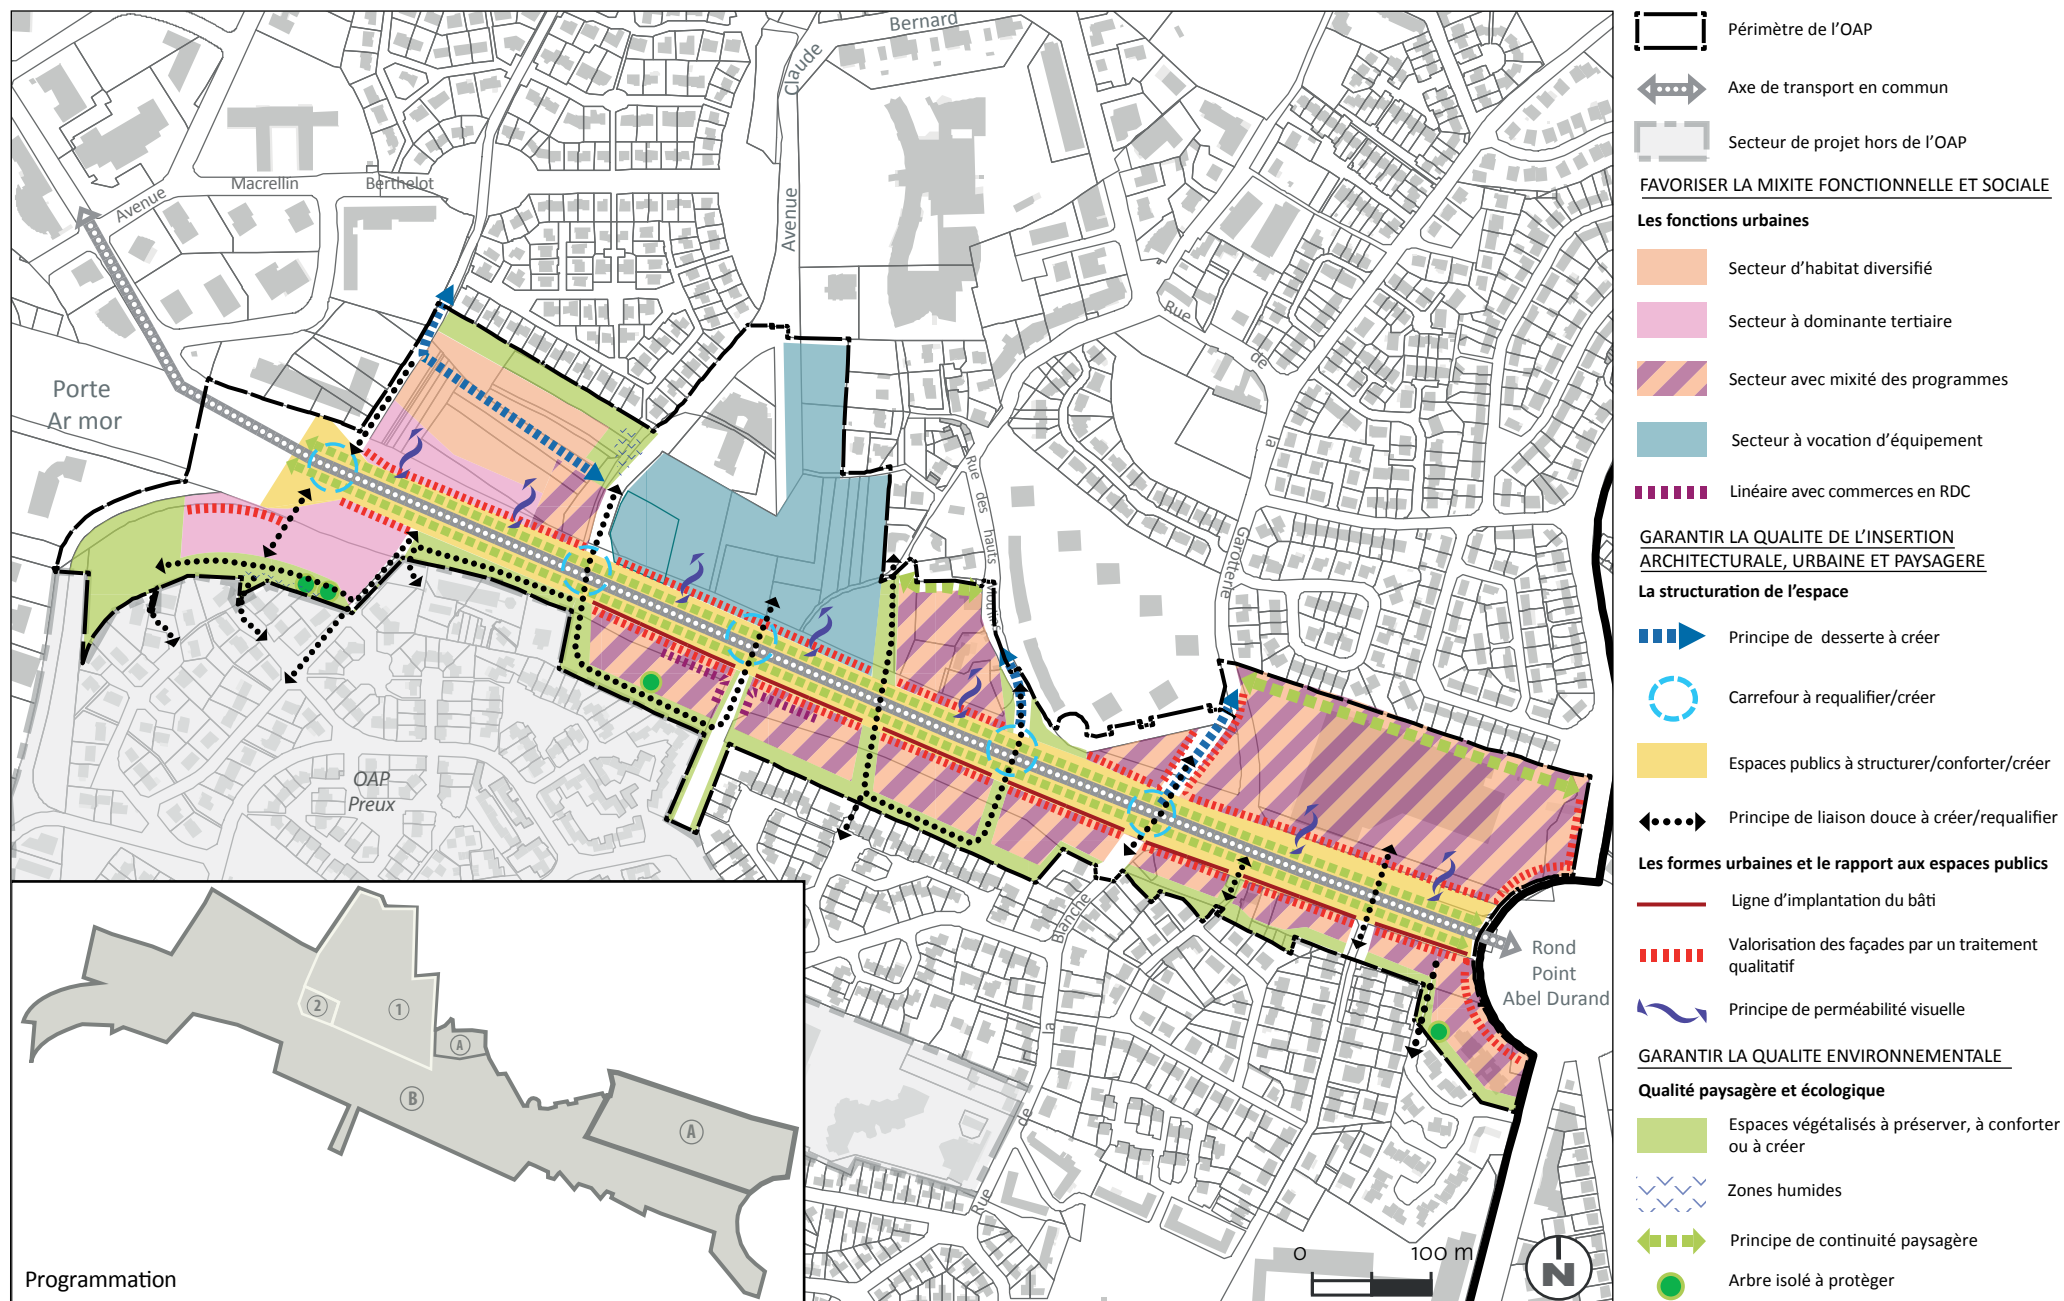 Bernard
Claude
Avenue
Macrellin
Berthelot
Avenue
Porte
Ar mor
Rue
de
la
Garotterie
Rue des hauts Moulins
OAP
Preux
Blanche
la
de
Rue
Rond
Point
Abel Durand
0 100 m
N
1
2
A
B
A
Programmation
Périmètre de l’OAP
Axe de transport en commun
Secteur de projet hors de l’OAP
FAVORISER LA MIXITE FONCTIONNELLE ET SOCIALE
Les fonctions urbaines
Secteur d’habitat diversifié
Secteur à dominante tertiaire
Secteur avec mixité des programmes
Secteur à vocation d’équipement
Linéaire avec commerces en RDC
GARANTIR LA QUALITE DE L’INSERTION
ARCHITECTURALE, URBAINE ET PAYSAGERE
La structuration de l’espace
Principe de desserte à créer
Carrefour à requalifier/créer
Espaces publics à structurer/conforter/créer
Principe de liaison douce à créer/requalifier
Les formes urbaines et le rapport aux espaces publics
Ligne d’implantation du bâti
Valorisation des façades par un traitement
qualitatif
Principe de perméabilité visuelle
GARANTIR LA QUALITE ENVIRONNEMENTALE
Qualité paysagère et écologique
Espaces végétalisés à préserver, à conforter
ou à créer
Zones humides
Principe de continuité paysagère
Arbre isolé à protèger